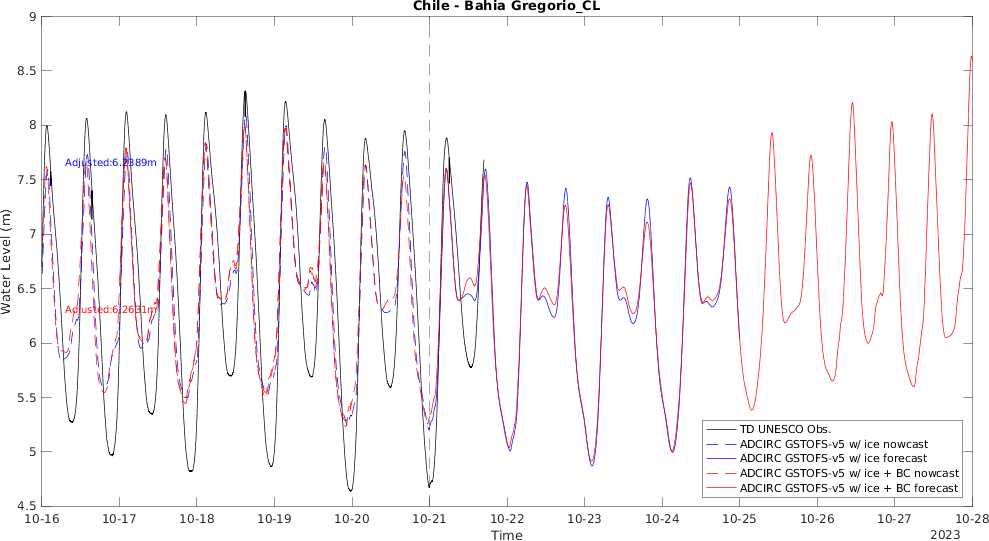 Chile - Bahia Gregorio_CL
Water Level (m)
9
8.5
8
7.5
7
6.5
6
5.5
5
4.5
Adjusted:6.2389m
Adjusted:6.2631m
TD UNESCO Obs.
ADCIRC GSTOFS-v5 w/ ice nowcast
ADCIRC GSTOFS-v5 w/ ice forecast
ADCIRC GSTOFS-v5 w/ ice + BC nowcast
ADCIRC GSTOFS-v5 w/ ice + BC forecast
10-16 10-17 10-18 10-19 10-20 10-21 10-22 10-23 10-24 10-25 10-26 10-27 10-28
Time
2023